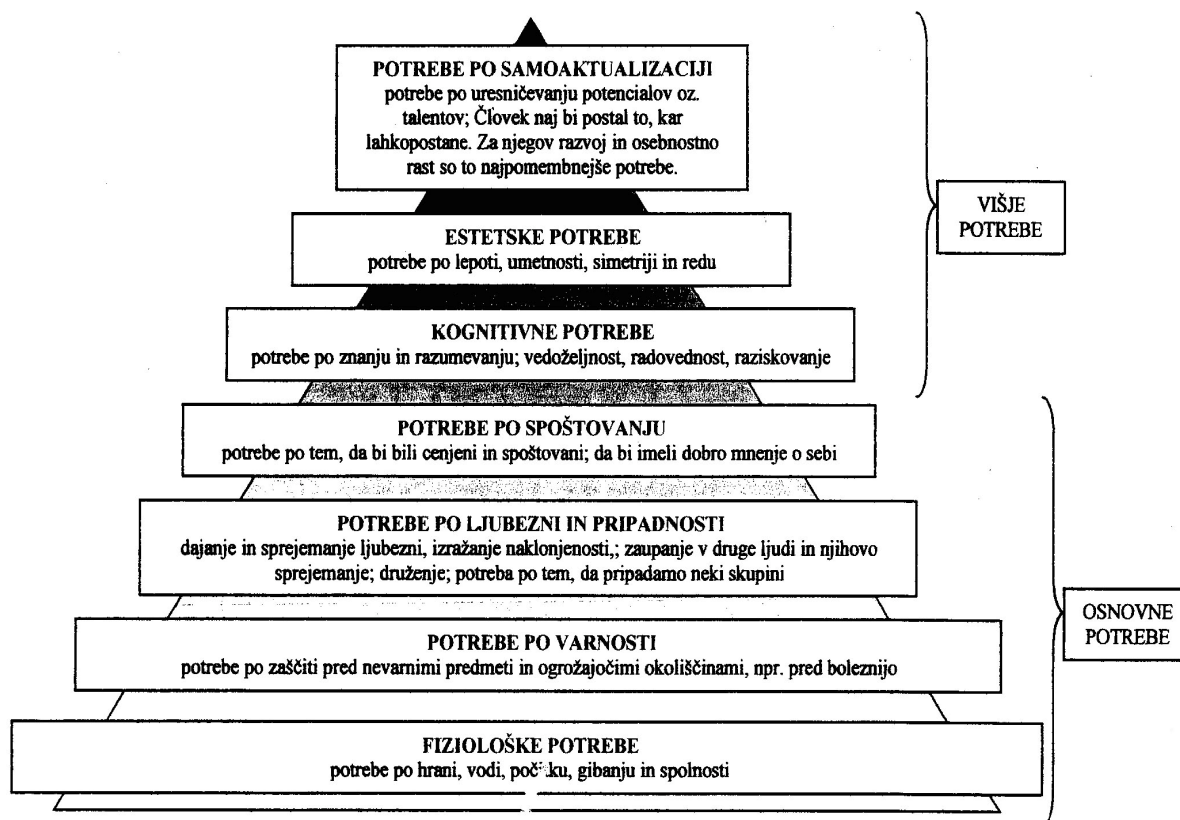 POTREBE PO SAMOAKTUALIZACIJI
potrebe po uresničevanju potencialov oz.
talentov; Človek naj bi postal to, kar
lahkopostane. Za njegov razvoj in osebnostno
rast so to najpomembnejše potrebe.
VIŠJE
POTREBE
ESTETSKE POTREBE
potrebe po lepoti, umetnosti, simetriji in redu
KOGNITIVNE POTREBE
potrebe po znanju in razumevanju; vedoželjnost, radovednost, raziskovanje
POTREBE PO SPOŠTOVANJU
potrebe po tem, da bi bili cenjeni in spoštovani; da bi imeli dobro mnenje o sebi
POTREBE PO LJUBEZNI IN PRIPADNOSTI
dajanje in sprejemanje ljubezni, izražanje naklonjenosti,; zaupanje v druge ljudi in njihovo
sprejemanje; druženje; potreba po tem, da pripadamo neki skupini
OSNOVNE
POTREBE
POTREBE PO VARNOSTI
potrebe po zaščiti pred nevarnimi predmeti in ogrožajočimi okoliščinami, npr. pred boleznijo
FIZIOLOŠKE POTREBE
potrebe po hrani, vodi, počitku, gibanju in spolnosti